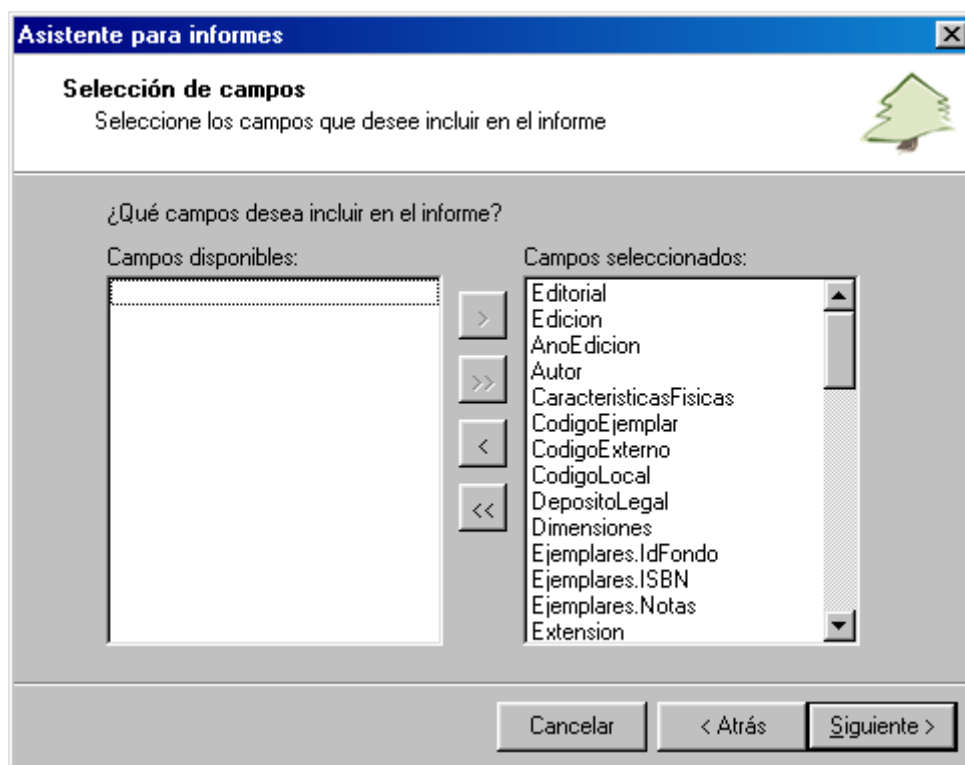 Asistente para informes
Selección de campos
Seleccione los campos que desee incluir en el informe
¿Qué campos desea incluir en el informe?
Campos disponibles:
Campos seleccionados:
>
>>
<
<<
Editorial
Edicion
AnoEdicion
Autor
CaracteristicasFisicas
CodigoEjemplar
CodigoExterno
CodigoLocal
DepositoLegal
Dimensiones
Ejemplares.IdFondo
Ejemplares.ISBN
Ejemplares.Notas
Extension
Cancelar
< Atrás
Siguiente >